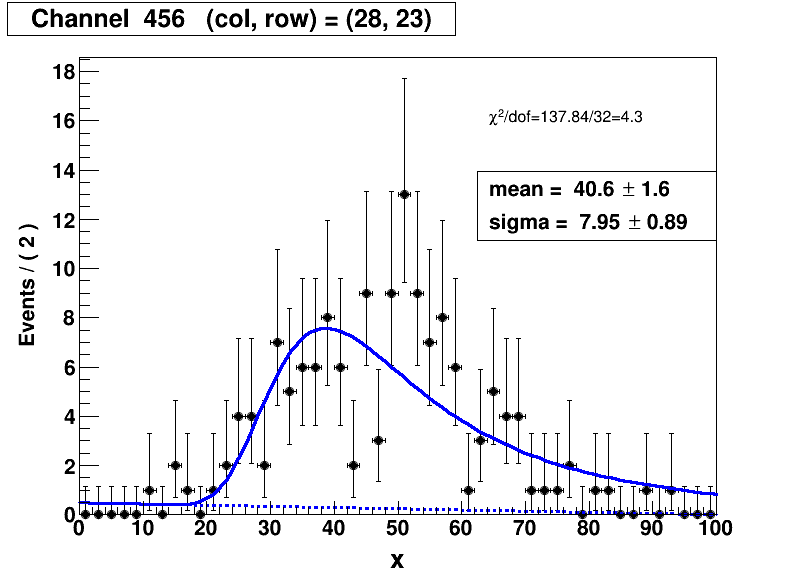 Channel 456 (col, row) = (28, 23)
χ²/dof=137.84/32=4.3
mean = 40.6 ± 1.6
sigma = 7.95 ± 0.89
Events / ( 2 )
18
16
14
12
10
8
6
4
2
0
0 10 20 30 40 50 60 70 80 90 100
x